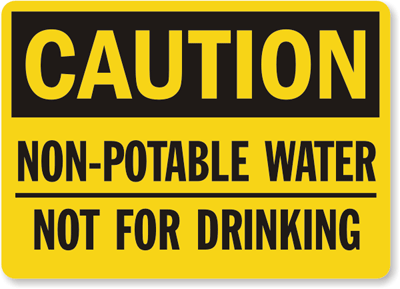 CAUTION
NON-POTABLE WATER
NOT FOR DRINKING